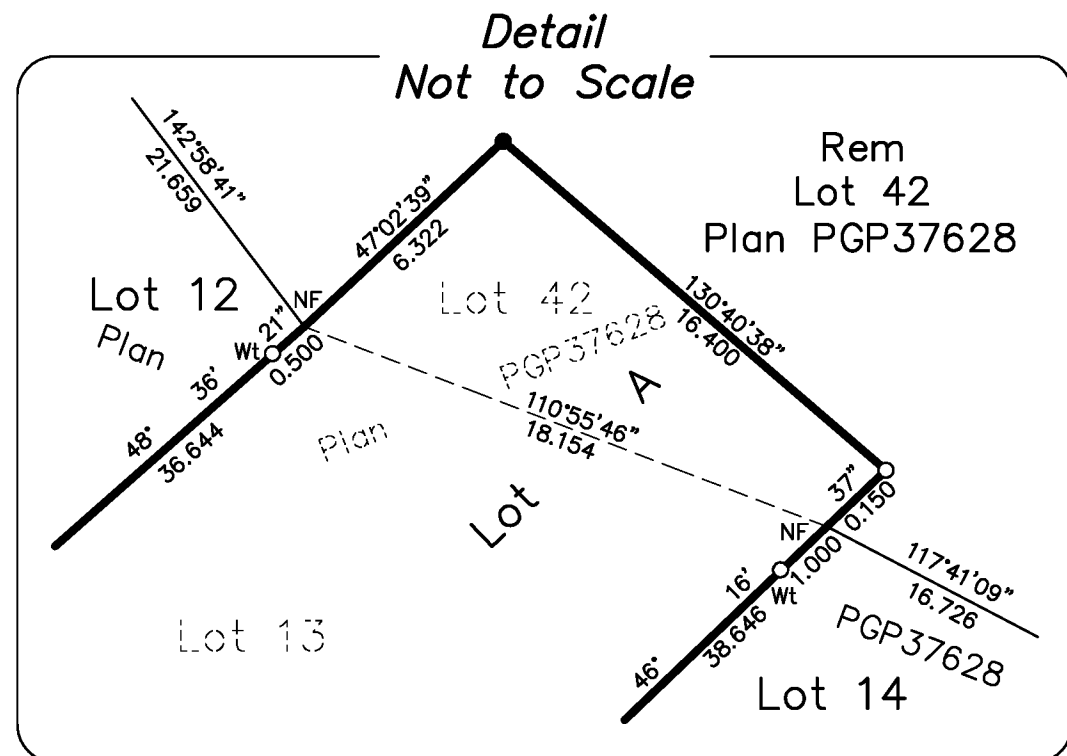 Detail
Not to Scale
Rem
Lot 42
Plan PGP37628
142°58'41"
21.659
47°02'39"
6.322
130°40'38"
16.400
Lot 12
Plan
NF
Lot 42
PGP37628
A
Wt
48° 36' 21"
36.644
0.500
110°55'46"
18.154
Plan
Lot
NF
46° 16' 37"
38.646
1.000
0.150
Wt
117°41'09"
16.726
PGP37628
Lot 13
Lot 14